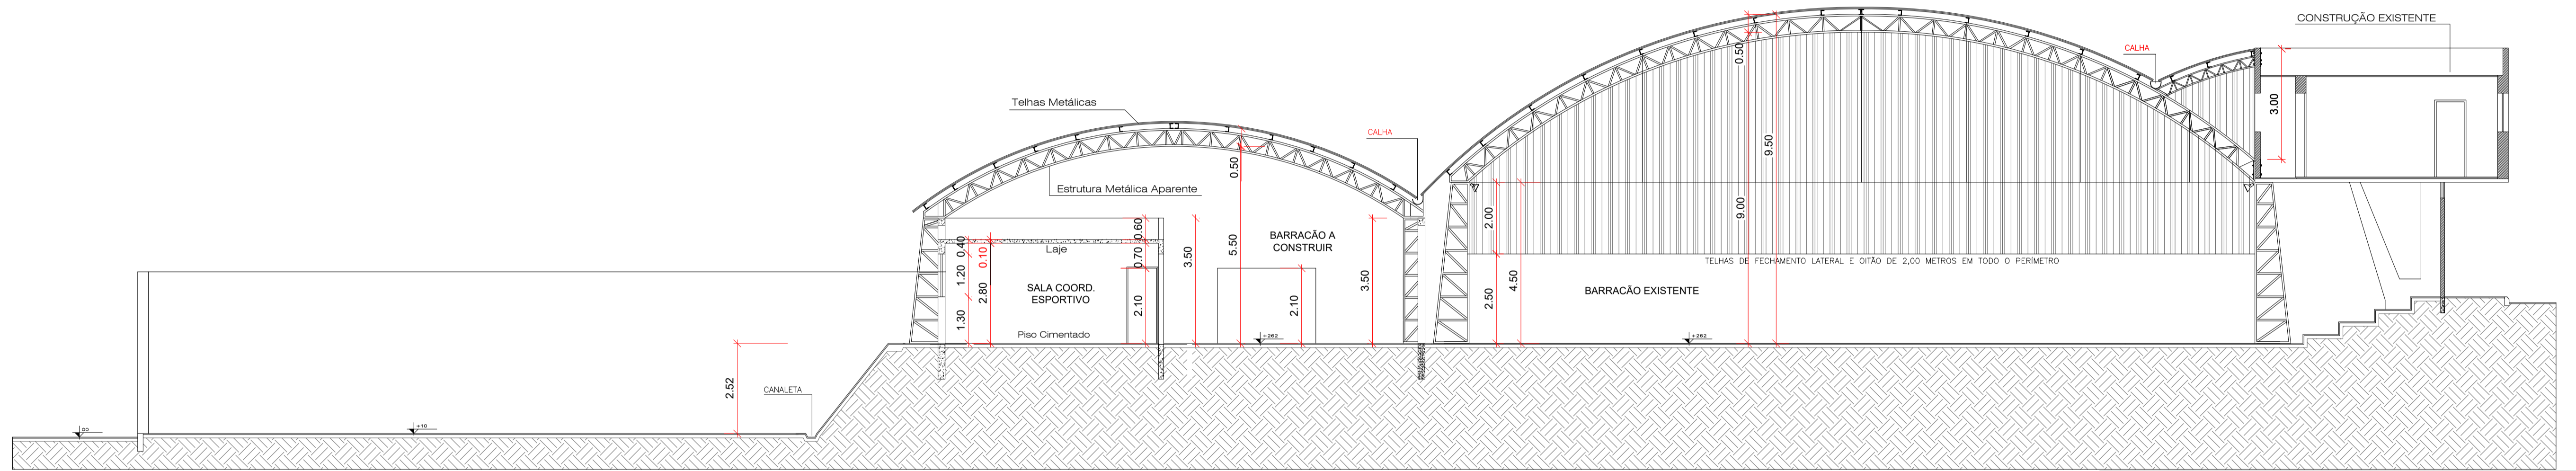 CONSTRUÇÃO EXISTENTE
CALHA
0.50
9.50
9.00
3.00
Telhas Metálicas
CALHA
Estrutura Metálica Aparente
0.50
5.50
2.00
4.50
2.50
BARRACÃO A
CONSTRUIR
0.60
0.70
2.10
3.50
3.50
2.10
Laje
0.40
0.10
1.20
2.80
1.30
SALA COORD.
ESPORTIVO
Piso Cimentado
TELHAS DE FECHAMENTO LATERAL E OITÃO DE 2,00 METROS EM TODO O PERÍMETRO
BARRACÃO EXISTENTE
+262
+262
2.52
CANALETA
00
+10